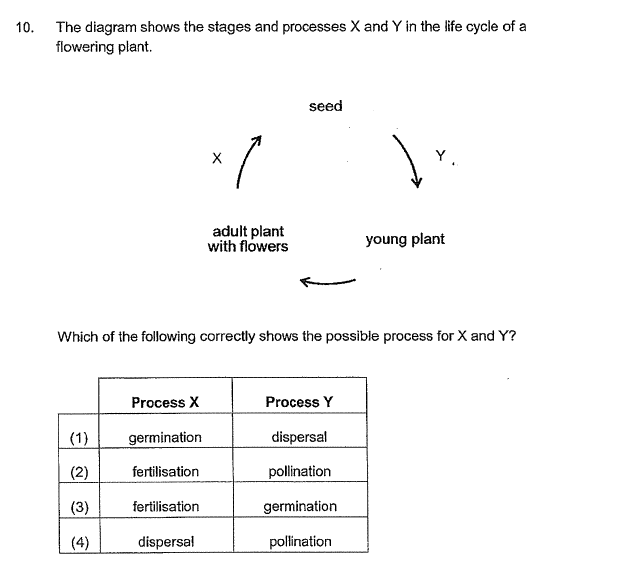 10. The diagram shows the stages and processes X and Y in the life cycle of a
flowering plant.
seed
X
Y
adult plant
with flowers
young plant
Which of the following correctly shows the possible process for X and Y?
Process X Process Y
(1) germination dispersal
(2) fertilisation pollination
(3) fertilisation germination
(4) dispersal pollination